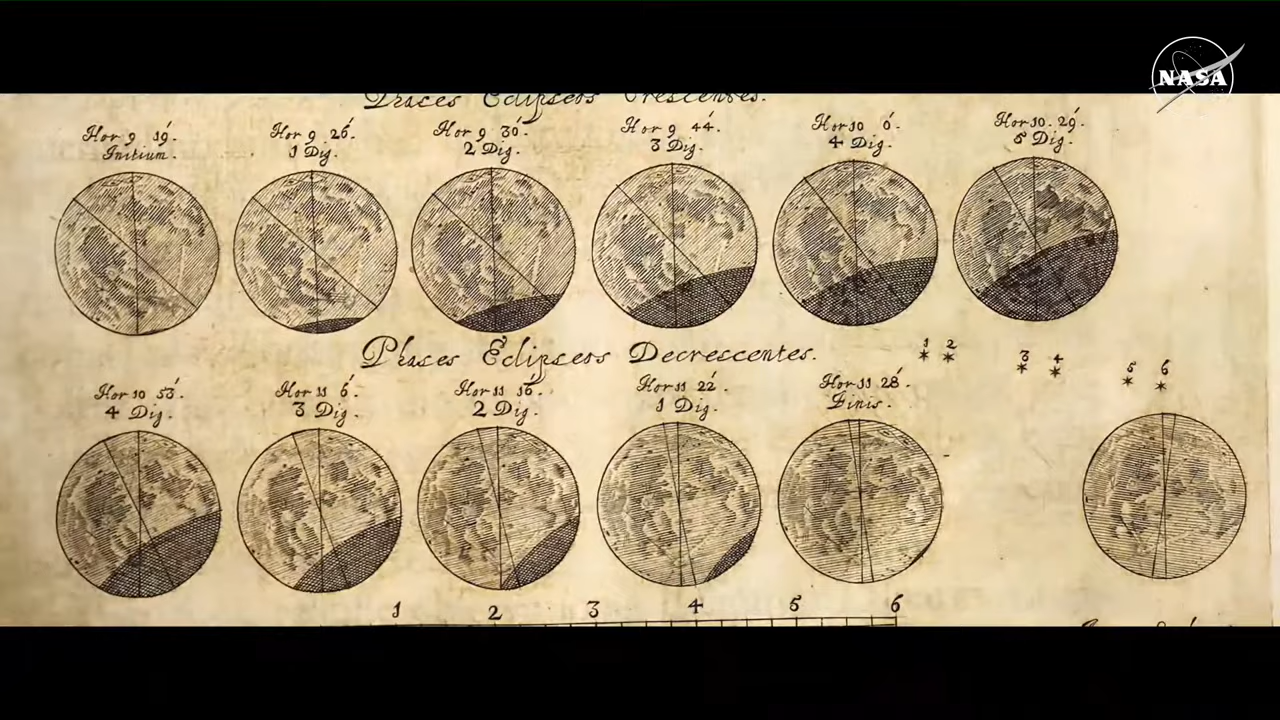 NASA
Phases Eclipseos Crescentes.
Hor 9 19́.
Initium.
Hor 9 26́.
1 Dig.
Hor 9 30́.
2 Dig.
Hor 9 44́.
3 Dig.
Hor 10 0́.
4 Dig.
Hor 10. 29́.
5 Dig.
Phases Eclipseos Decrescentes.
1 2 3 4 5 6
Hor 10 53́.
4 Dig.
Hor 11 6́.
3 Dig.
Hor 11 16́.
2 Dig.
Hor 11 22́.
1 Dig.
Hor 11 28́.
Finis.
1 2 3 4 5 6